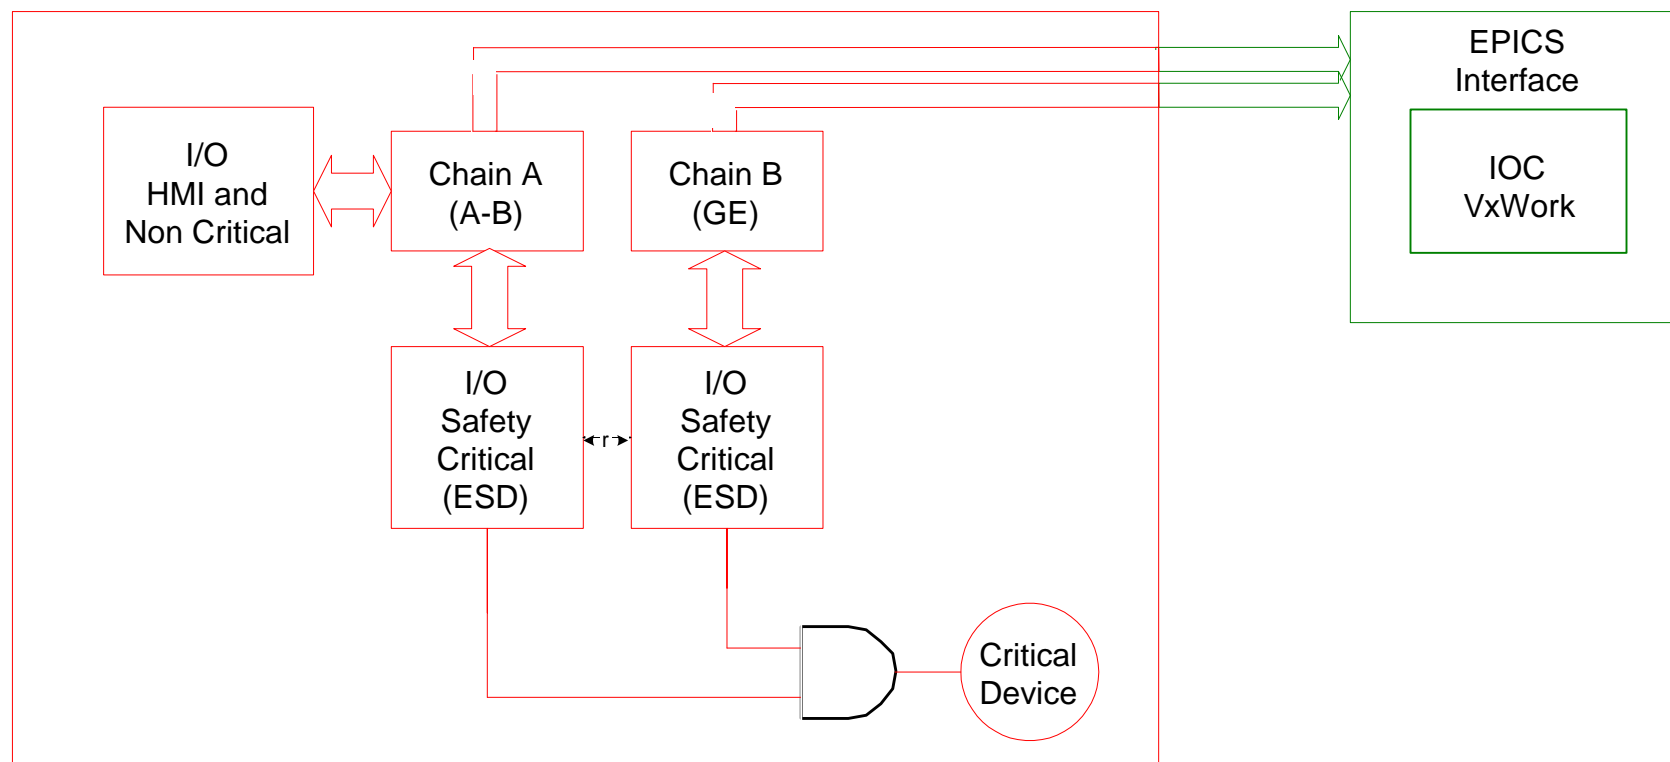 EPICS
Interface
IOC
VxWork
I/O
HMI and
Non Critical
Chain A
(A-B)
Chain B
(GE)
I/O
Safety
Critical
(ESD)
r
I/O
Safety
Critical
(ESD)
Critical
Device